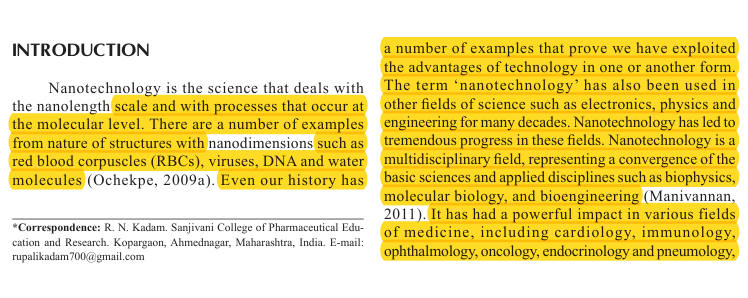 INTRODUCTION
Nanotechnology is the science that deals with
the nanolength scale and with processes that occur at
the molecular level. There are a number of examples
from nature of structures with nanodimensions such as
red blood corpuscles (RBCs), viruses, DNA and water
molecules (Ochekpe, 2009a). Even our history has
*Correspondence: R. N. Kadam. Sanjivani College of Pharmaceutical Edu-
cation and Research. Kopargaon, Ahmednagar, Maharashtra, India. E-mail:
rupalikadam700@gmail.com
a number of examples that prove we have exploited
the advantages of technology in one or another form.
The term ‘nanotechnology’ has also been used in
other fields of science such as electronics, physics and
engineering for many decades. Nanotechnology has led to
tremendous progress in these fields. Nanotechnology is a
multidisciplinary field, representing a convergence of the
basic sciences and applied disciplines such as biophysics,
molecular biology, and bioengineering (Manivannan,
2011). It has had a powerful impact in various fields
of medicine, including cardiology, immunology,
ophthalmology, oncology, endocrinology and pneumology,